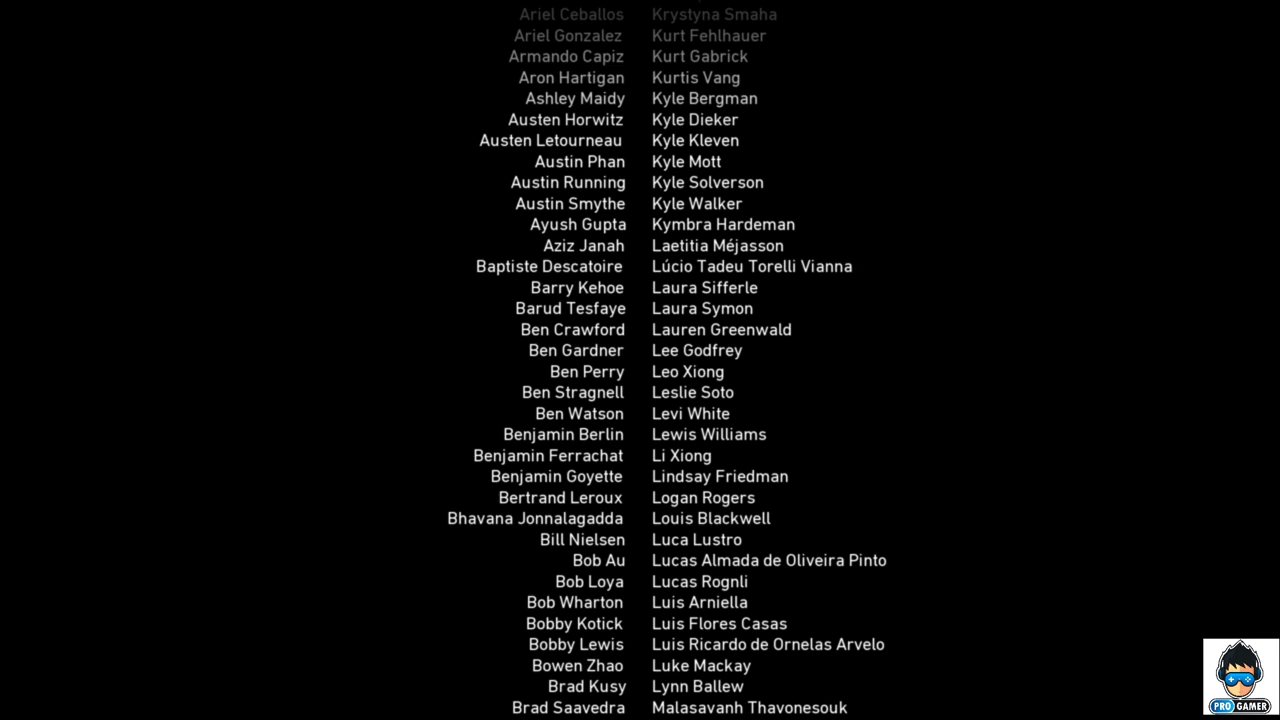 Ariel Ceballos Krystyna Smaha
Ariel Gonzalez Kurt Fehlhauer
Armando Capiz Kurt Gabrick
Aron Hartigan Kurtis Vang
Ashley Maidy Kyle Bergman
Austen Horwitz Kyle Dieker
Austen Letourneau Kyle Kleven
Austin Phan Kyle Mott
Austin Running Kyle Solverson
Austin Smythe Kyle Walker
Ayush Gupta Kymbra Hardeman
Aziz Janah Laetitia Méjasson
Baptiste Descatoire Lúcio Tadeu Torelli Vianna
Barry Kehoe Laura Sifferle
Barud Tesfaye Laura Symon
Ben Crawford Lauren Greenwald
Ben Gardner Lee Godfrey
Ben Perry Leo Xiong
Ben Stragnell Leslie Soto
Ben Watson Levi White
Benjamin Berlin Lewis Williams
Benjamin Ferrachat Li Xiong
Benjamin Goyette Lindsay Friedman
Bertrand Leroux Logan Rogers
Bhavana Jonnalagadda Louis Blackwell
Bill Nielsen Luca Lustro
Bob Au Lucas Almada de Oliveira Pinto
Bob Loya Lucas Rognli
Bob Wharton Luis Arniella
Bobby Kotick Luis Flores Casas
Bobby Lewis Luis Ricardo de Ornelas Arvelo
Bowen Zhao Luke Mackay
Brad Kusy Lynn Ballew
Brad Saavedra Malasavanh Thavonesouk
PRO GAMER